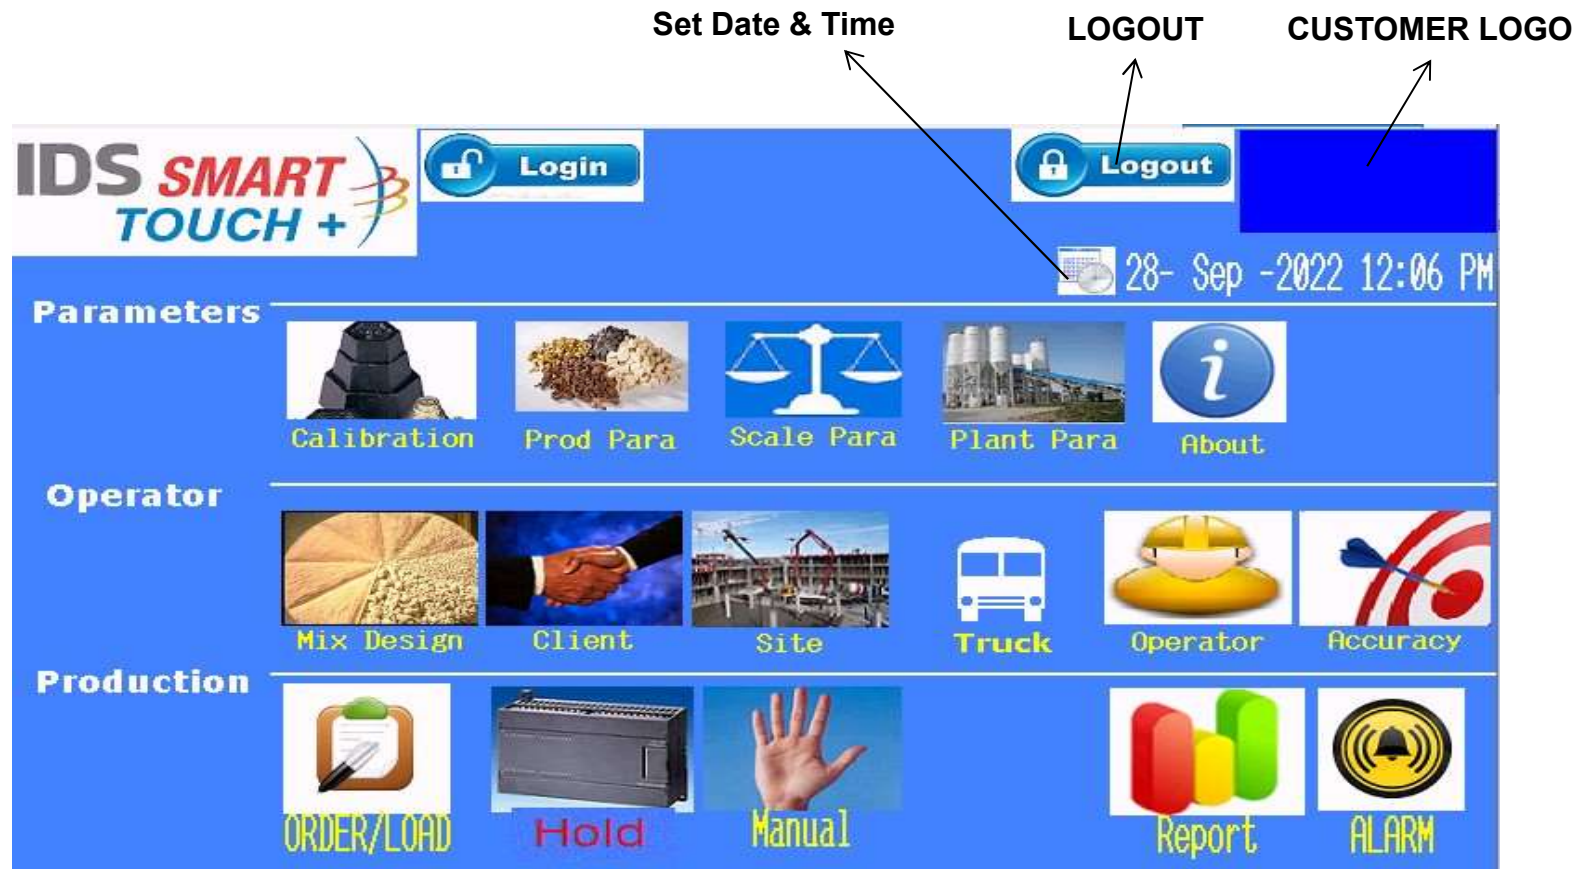 Set Date & Time LOGOUT CUSTOMER LOGO
IDS SMART
TOUCH +
Login
Logout
28- Sep -2022 12:06 PM
Parameters
Calibration Prod Para Scale Para Plant Para About
Operator
Mix Design Client Site Truck Operator Accuracy
Production
ORDER/LOAD Hold Manual Report ALARM